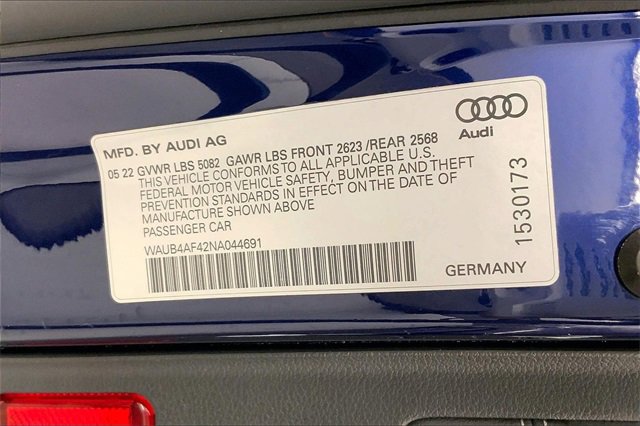 MFD. BY AUDI AG
05 22 GVWR LBS 5082 GAWR LBS FRONT 2623 /REAR 2568
THIS VEHICLE CONFORMS TO ALL APPLICABLE U.S.
FEDERAL MOTOR VEHICLE SAFETY, BUMPER AND THEFT
PREVENTION STANDARDS IN EFFECT ON THE DATE OF
MANUFACTURE SHOWN ABOVE
PASSENGER CAR
WAUB4AF42NA044691
Audi
1530173
GERMANY